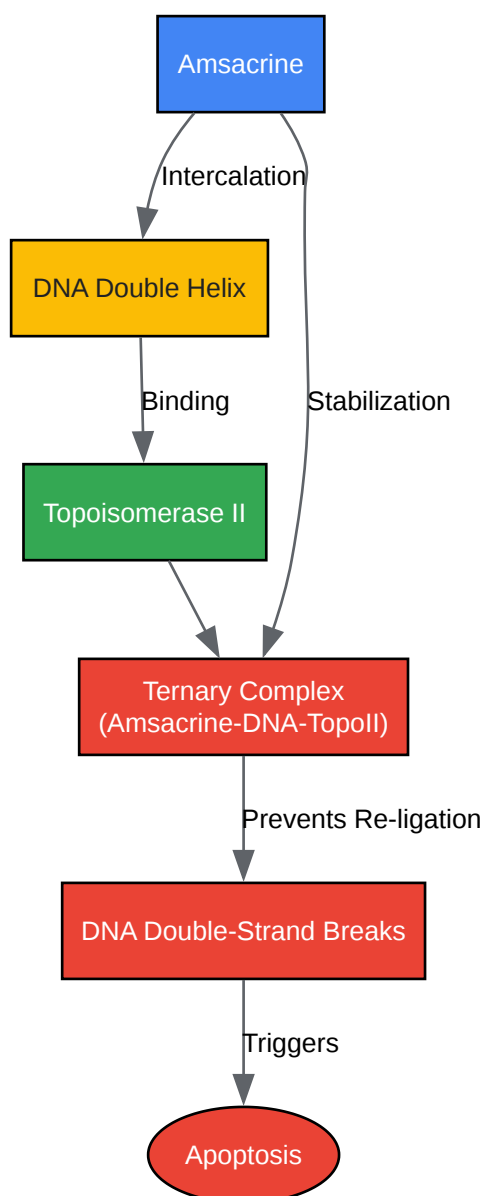 Amsacrine
Intercalation
DNA Double Helix
Binding
Stabilization
Topoisomerase II
Ternary Complex
(Amsacrine-DNA-TopoII)
Prevents Re-ligation
DNA Double-Strand Breaks
Triggers
Apoptosis